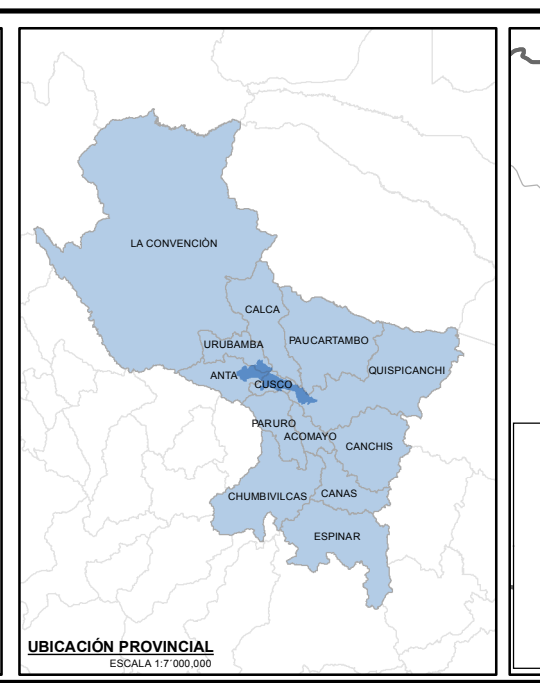 LA CONVENCIÓN
CALCA
URUBAMBA
PAUCARTAMBO
ANTA
QUISPICANCHI
CUSCO
PARURO
ACOMAYO
CANCHIS
CHUMBIVILCAS
CANAS
ESPINAR
UBICACIÓN PROVINCIAL
ESCALA 1:7´000,000